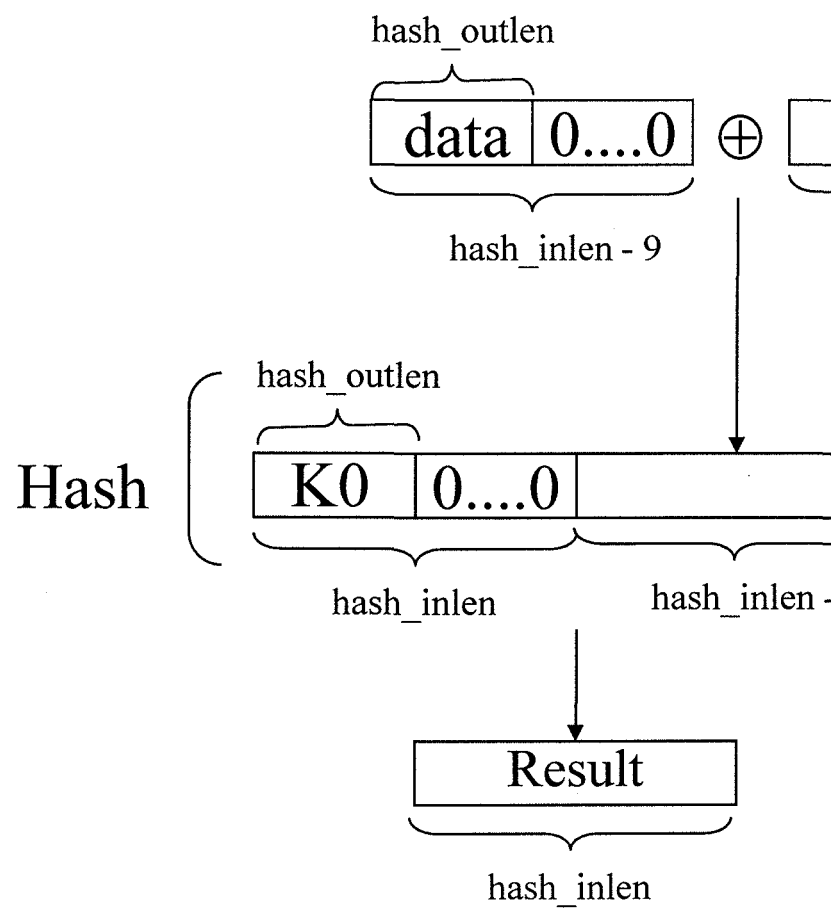 hash_outlen
data 0....0 ⊕
hash_inlen - 9
hash_outlen
Hash K0 0....0
hash_inlen hash_inlen -
Result
hash_inlen